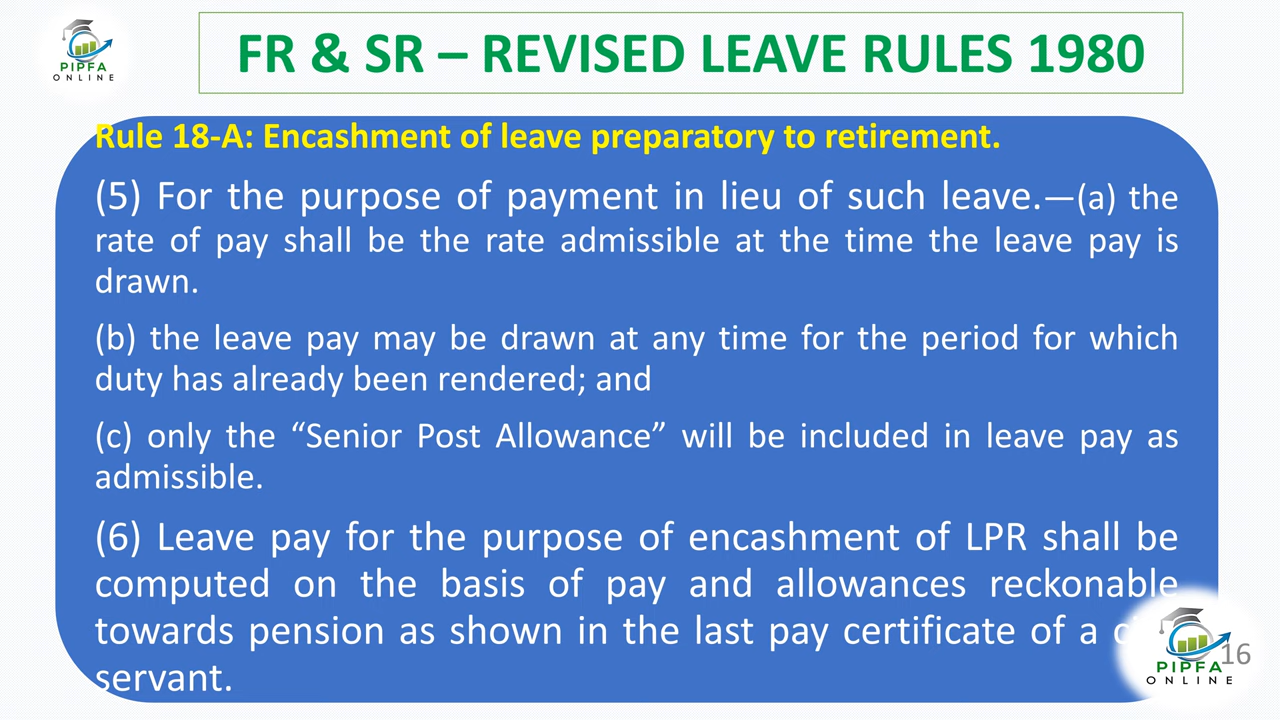 PIPFA
ONLINE
FR & SR – REVISED LEAVE RULES 1980
Rule 18-A: Encashment of leave preparatory to retirement.
(5) For the purpose of payment in lieu of such leave.—(a) the
rate of pay shall be the rate admissible at the time the leave pay is
drawn.
(b) the leave pay may be drawn at any time for the period for which
duty has already been rendered; and
(c) only the “Senior Post Allowance” will be included in leave pay as
admissible.
(6) Leave pay for the purpose of encashment of LPR shall be
computed on the basis of pay and allowances reckonable
towards pension as shown in the last pay certificate of a
servant.
PIPFA
ONLINE
16